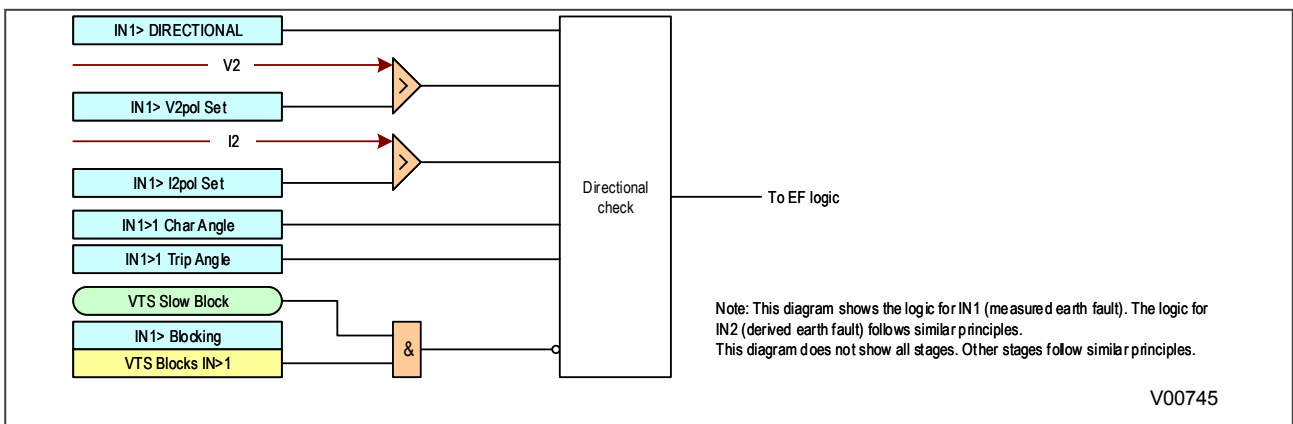 IN1> DIRECTIONAL
V2
>
IN1> V2pol Set
I2
>
IN1> I2pol Set
Directional
check
To EF logic
IN1>1 Char Angle
IN1>1 Trip Angle
VTS Slow Block
IN1> Blocking
&
VTS Blocks IN>1
Note: This diagram shows the logic for IN1 (measured earth fault). The logic for
IN2 (derived earth fault) follows similar principles.
This diagram does not show all stages. Other stages follow similar principles.
V00745